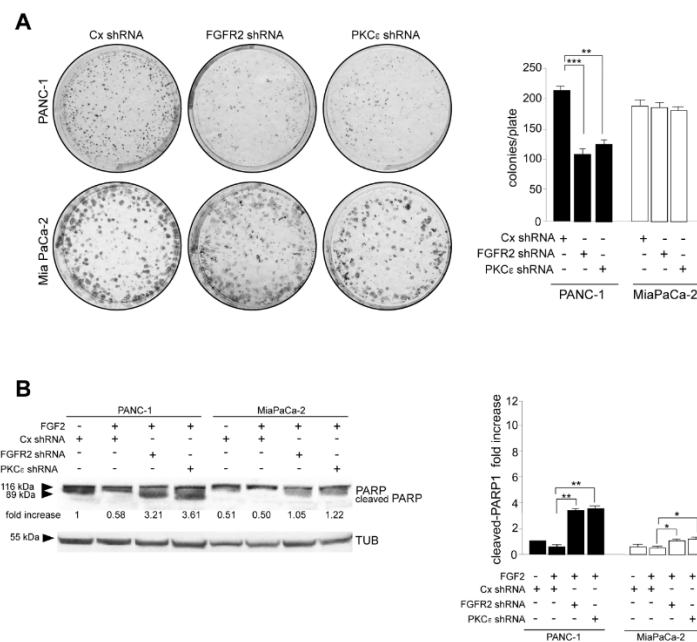 A
Cx shRNA FGFR2 shRNA PKCε shRNA
PANC-1
Mia PaCa-2
colonies/plate
250
200
150
100
50
0
** 
***
Cx shRNA + - - + - -
FGFR2 shRNA - + - - + -
PKCε shRNA - - + - - +
PANC-1 MiaPaCa-2
B
PANC-1 MiaPaCa-2
FGF2 - + + + - + + +
Cx shRNA + + - - + + - -
FGFR2 shRNA - - + - - - + -
PKCε shRNA - - - + - - - +
116 kDa PARP
89 kDa cleaved PARP
fold increase 1 0.58 3.21 3.61 0.51 0.50 1.05 1.22
55 kDa TUB
cleaved-PARP1 fold increase
12
10
8
6
4
2
0
**
**
*
*
FGF2 - + + + - + + +
Cx shRNA + + - - + + - -
FGFR2 shRNA - - + - - - + -
PKCε shRNA - - - + - - - +
PANC-1 MiaPaCa-2